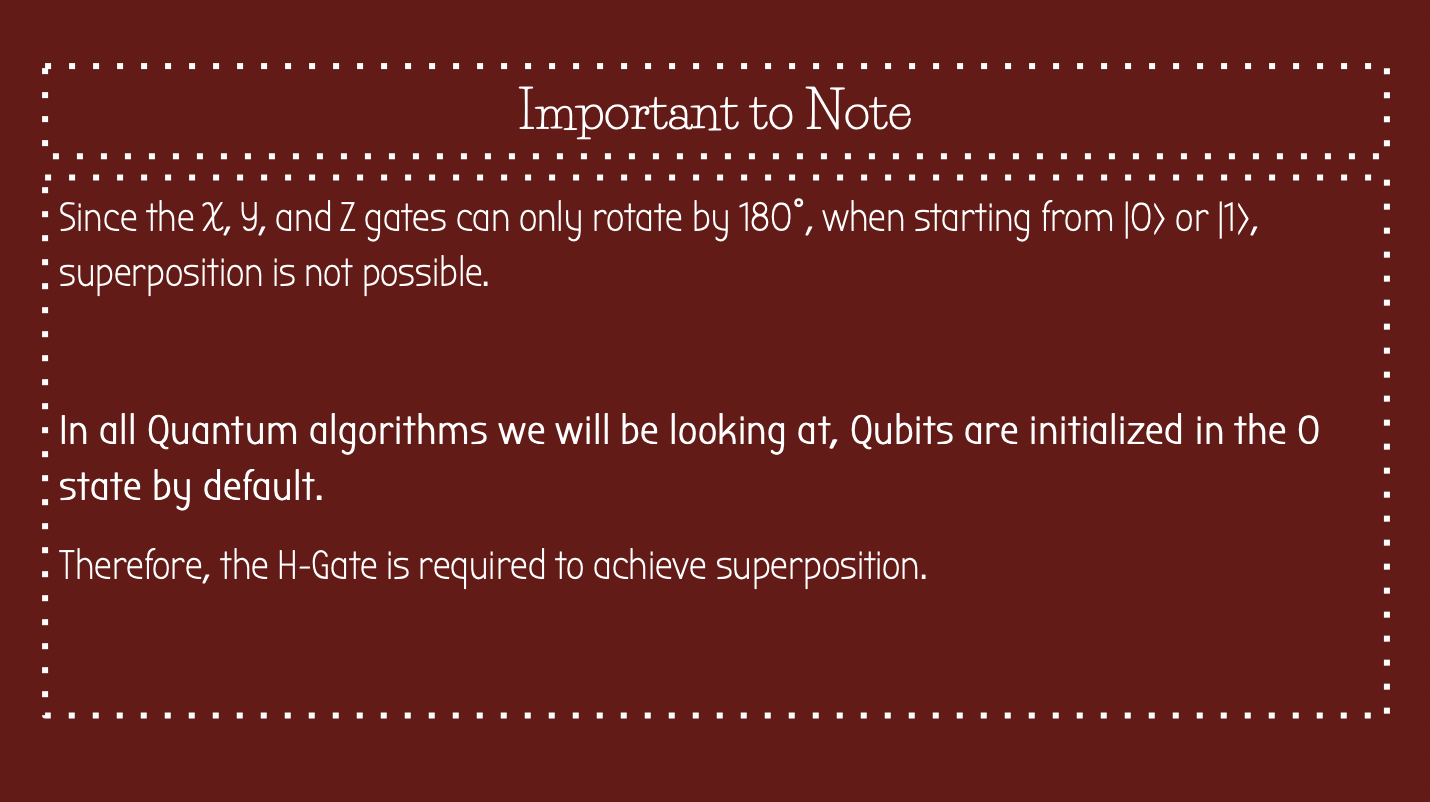 Important to Note
Since the X, Y, and Z gates can only rotate by 180°, when starting from |0⟩ or |1⟩,
superposition is not possible.
In all Quantum algorithms we will be looking at, Qubits are initialized in the 0
state by default.
Therefore, the H-Gate is required to achieve superposition.